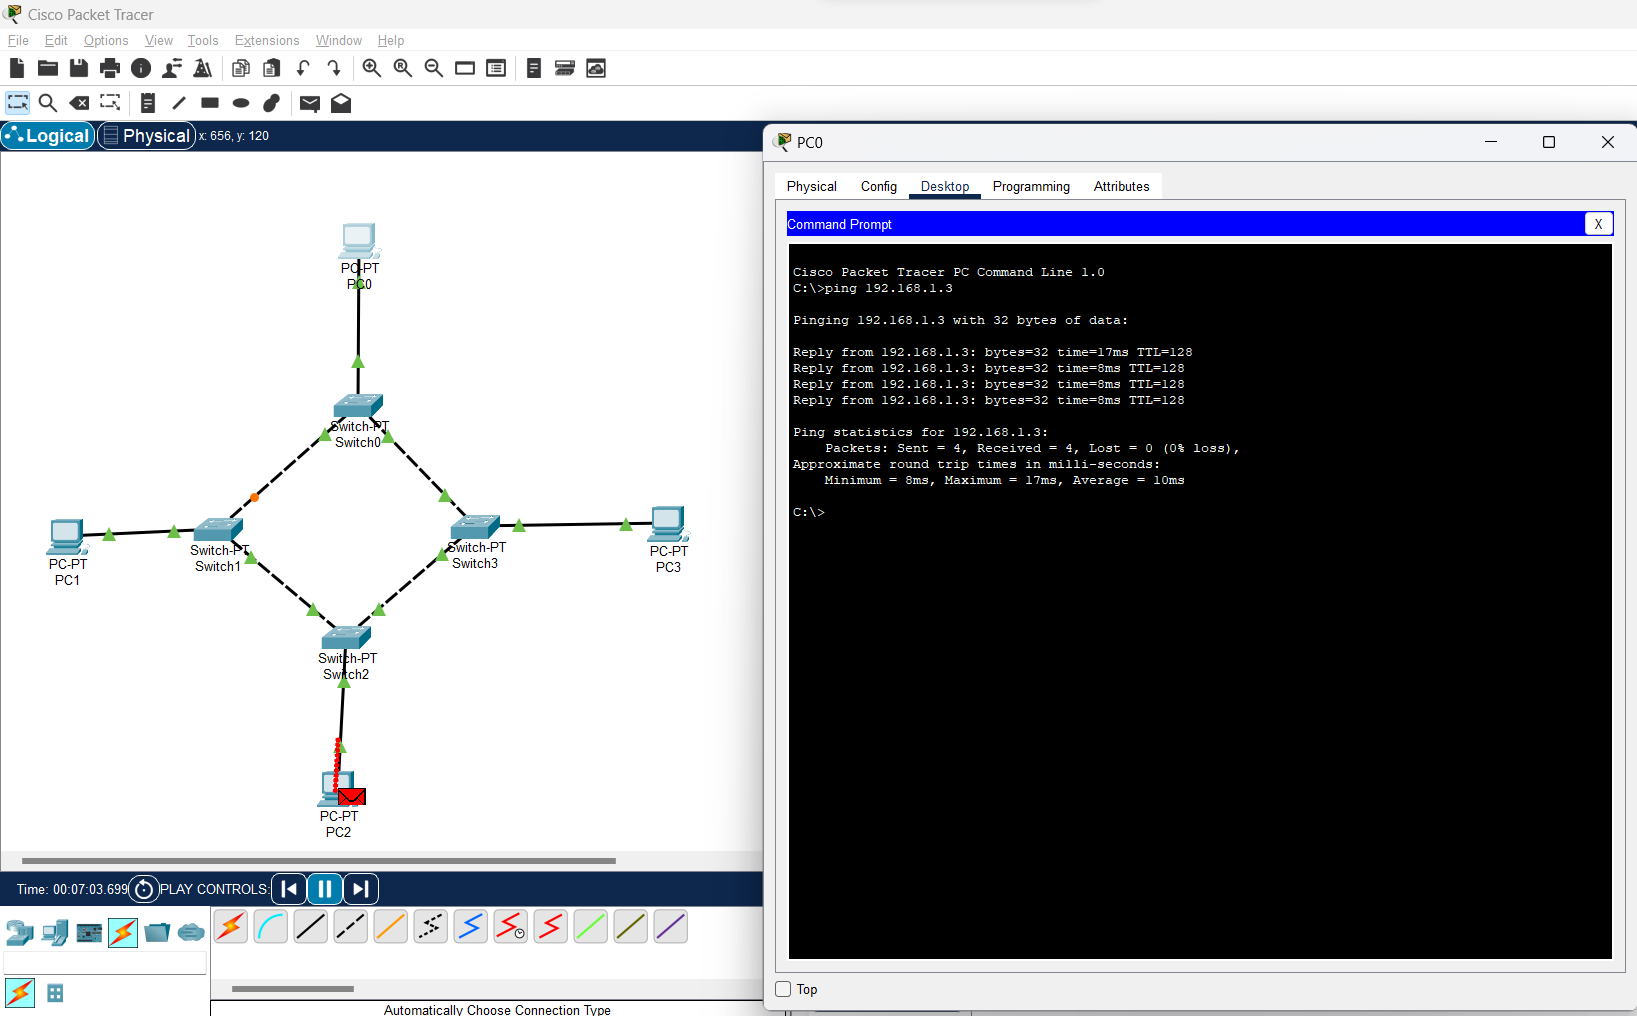 Cisco Packet Tracer
File Edit Options View Tools Extensions Window Help
Logical Physical x: 656, y: 120
PC-PT
PC0
Switch-PT
Switch0
PC-PT
PC1
Switch-PT
Switch1
Switch-PT
Switch3
PC-PT
PC3
Switch-PT
Switch2
PC-PT
PC2
Time: 00:07:03.699 PLAY CONTROLS:
Automatically Choose Connection Type
PC0
Physical Config Desktop Programming Attributes
Command Prompt
X
Cisco Packet Tracer PC Command Line 1.0
C:\>ping 192.168.1.3
Pinging 192.168.1.3 with 32 bytes of data:
Reply from 192.168.1.3: bytes=32 time=17ms TTL=128
Reply from 192.168.1.3: bytes=32 time=8ms TTL=128
Reply from 192.168.1.3: bytes=32 time=8ms TTL=128
Reply from 192.168.1.3: bytes=32 time=8ms TTL=128
Ping statistics for 192.168.1.3:
Packets: Sent = 4, Received = 4, Lost = 0 (0% loss),
Approximate round trip times in milli-seconds:
Minimum = 8ms, Maximum = 17ms, Average = 10ms
C:\>
Top